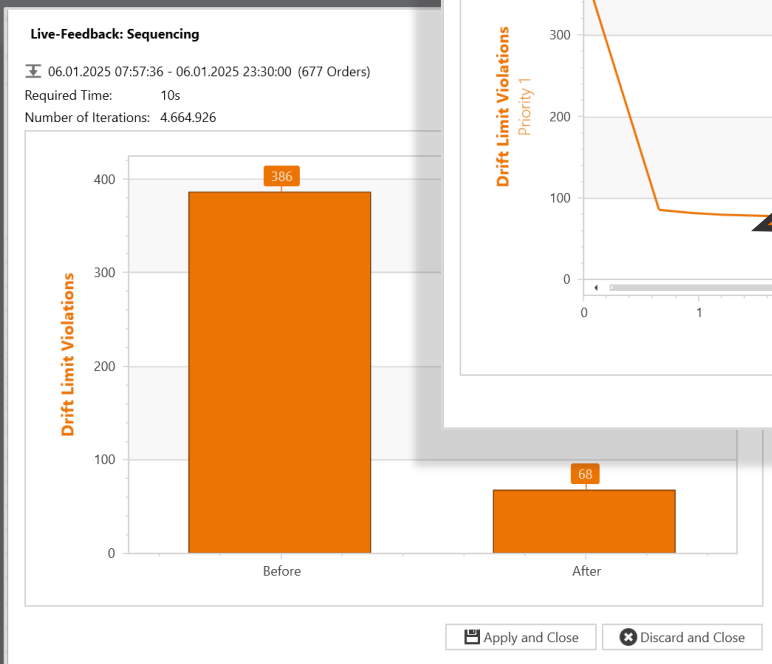 Live-Feedback: Sequencing
06.01.2025 07:57:36 - 06.01.2025 23:30:00 (677 Orders)
Required Time: 10s
Number of Iterations: 4.664.926
Drift Limit Violations
400
300
200
100
0
386
68
Before
After
Drift Limit Violations
Priority 1
300
200
100
0
0
1
Apply and Close
Discard and Close